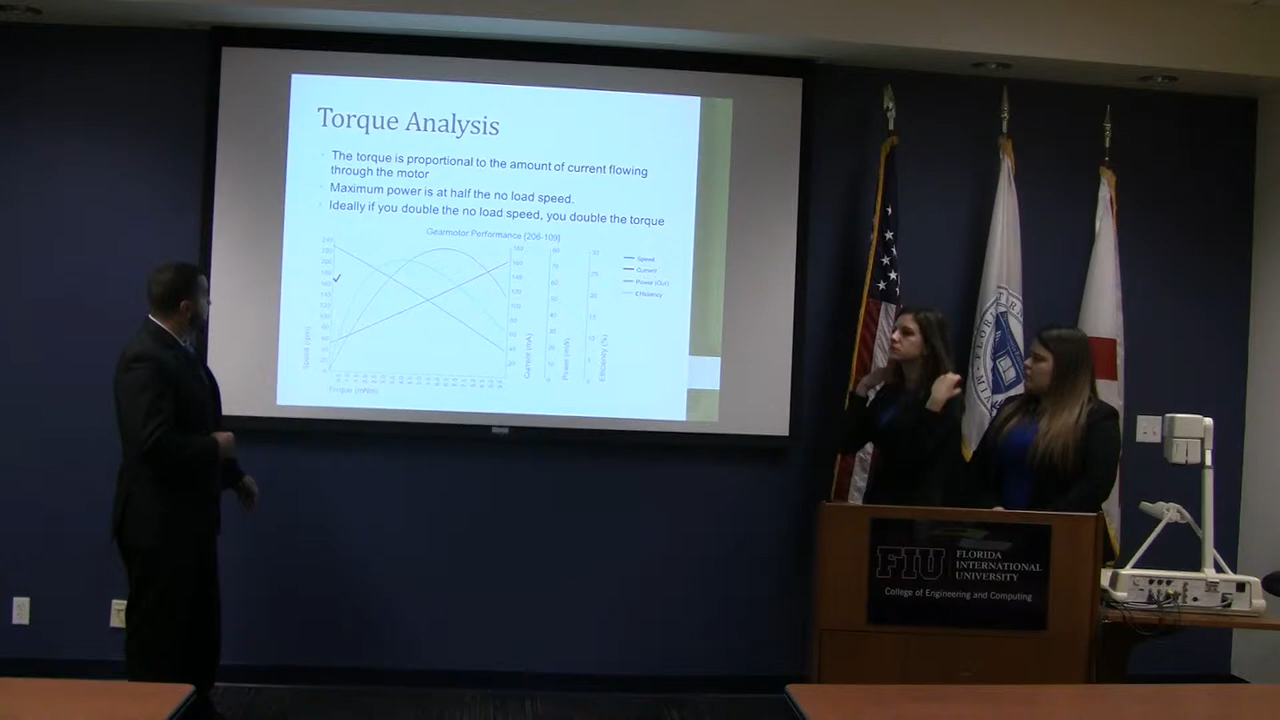 Torque Analysis
The torque is proportional to the amount of current flowing
through the motor
Maximum power is at half the no load speed.
Ideally if you double the no load speed, you double the torque
Gearmotor Performance [206-109]
Speed
Current
Power (Out)
Efficiency
Speed (rpm)
Current (mA)
Power (mW)
Efficiency (%)
Torque (mNm)
FLORIDA
FIU INTERNATIONAL
UNIVERSITY
College of Engineering and Computing